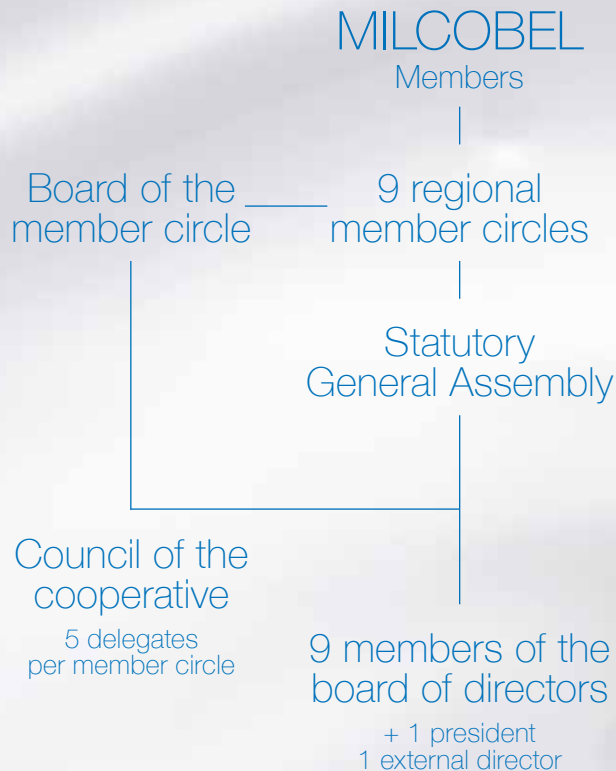 MILCOBEL
Members
Board of the
member circle
9 regional
member circles
Statutory
General Assembly
Council of the
cooperative
5 delegates
per member circle
9 members of the
board of directors
+ 1 president
1 external director